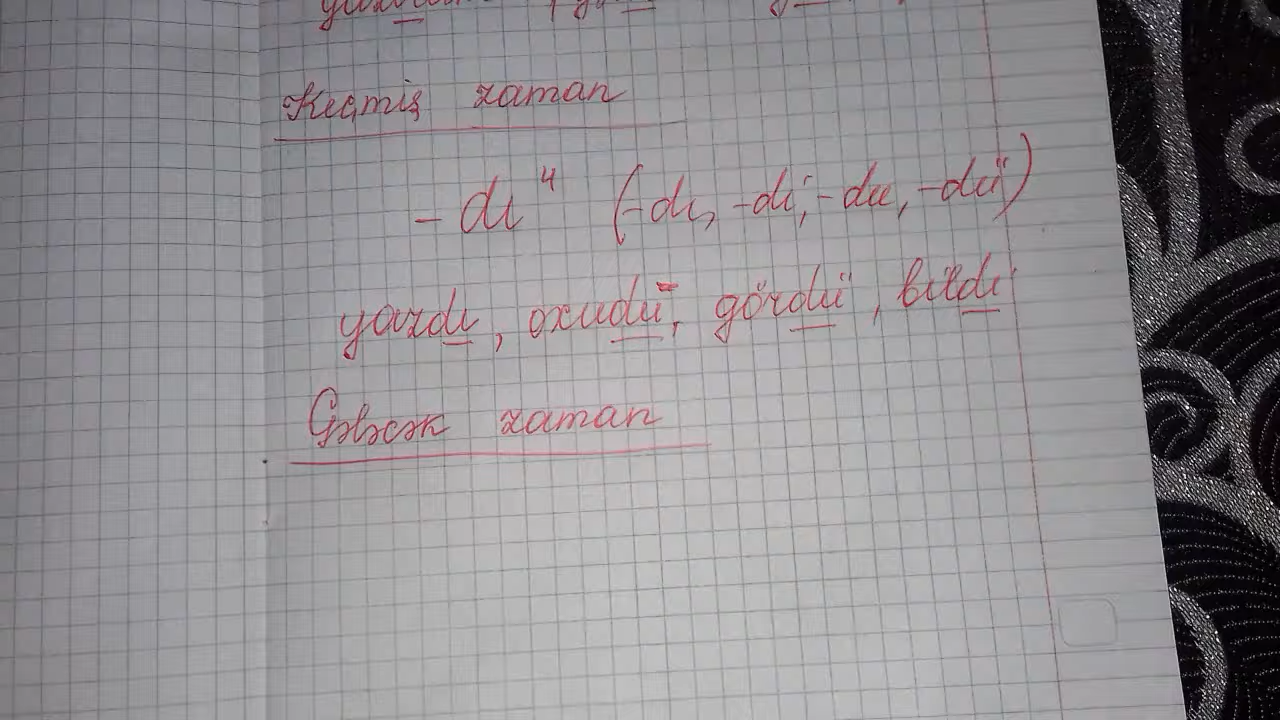 Keçmiş zaman
-dı⁴ (-dı, -di, -du, -dü)
yazdı, oxudu, gördü, bildi
Gələcək zaman